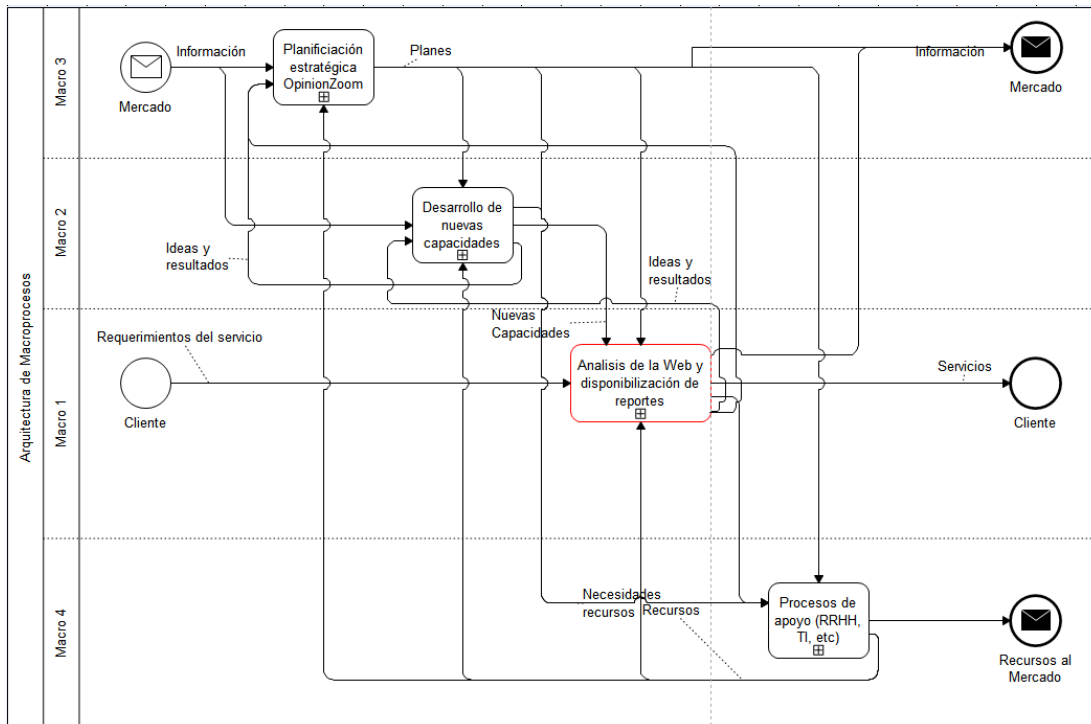 Arquitectura de Macroprocesos
Macro 3
Mercado
Información
Planificiación
estratégica
OpinionZoom
Planes
Información
Mercado
Macro 2
Desarrollo de
nuevas
capacidades
Ideas y
resultados
Ideas y
resultados
Nuevas
Capacidades
Macro 1
Requerimientos del servicio
Cliente
Analisis de la Web y
disponibilización de
reportes
Servicios
Cliente
Macro 4
Necesidades
recursos
Recursos
Procesos de
apoyo (RRHH,
TI, etc)
Recursos al
Mercado